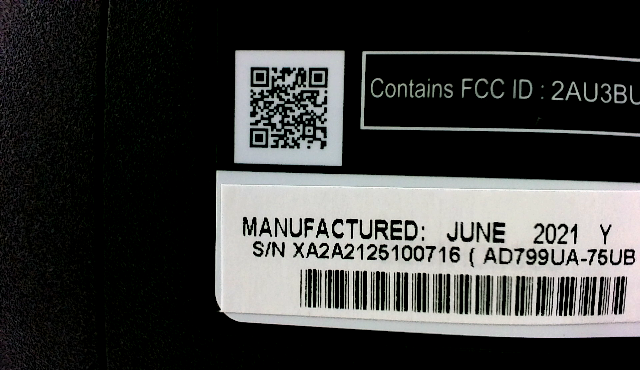 Contains FCC ID : 2AU3BU
MANUFACTURED: JUNE 2021 Y
S/N XA2A2125100716 ( AD799UA-75UB